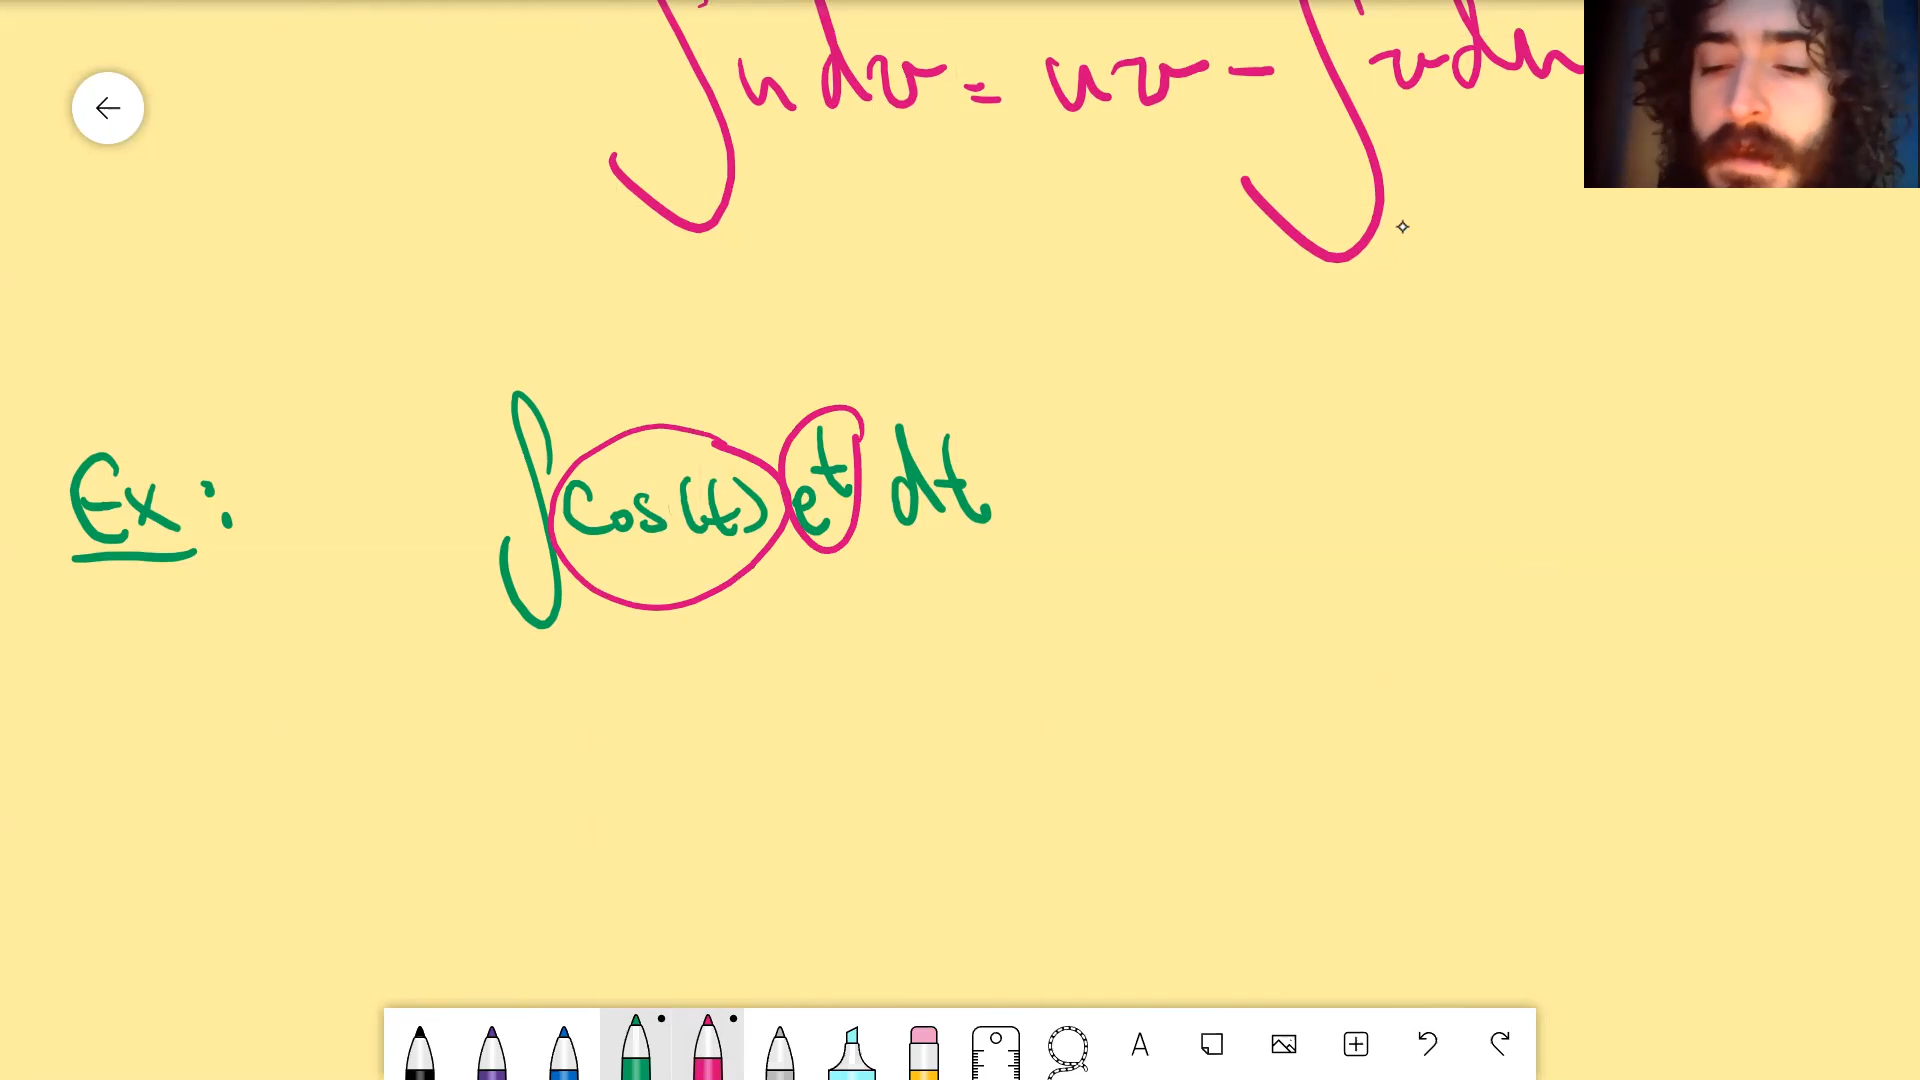 ∫u dv = uv - ∫v du
Ex: ∫Cos(t) e^t dt
A